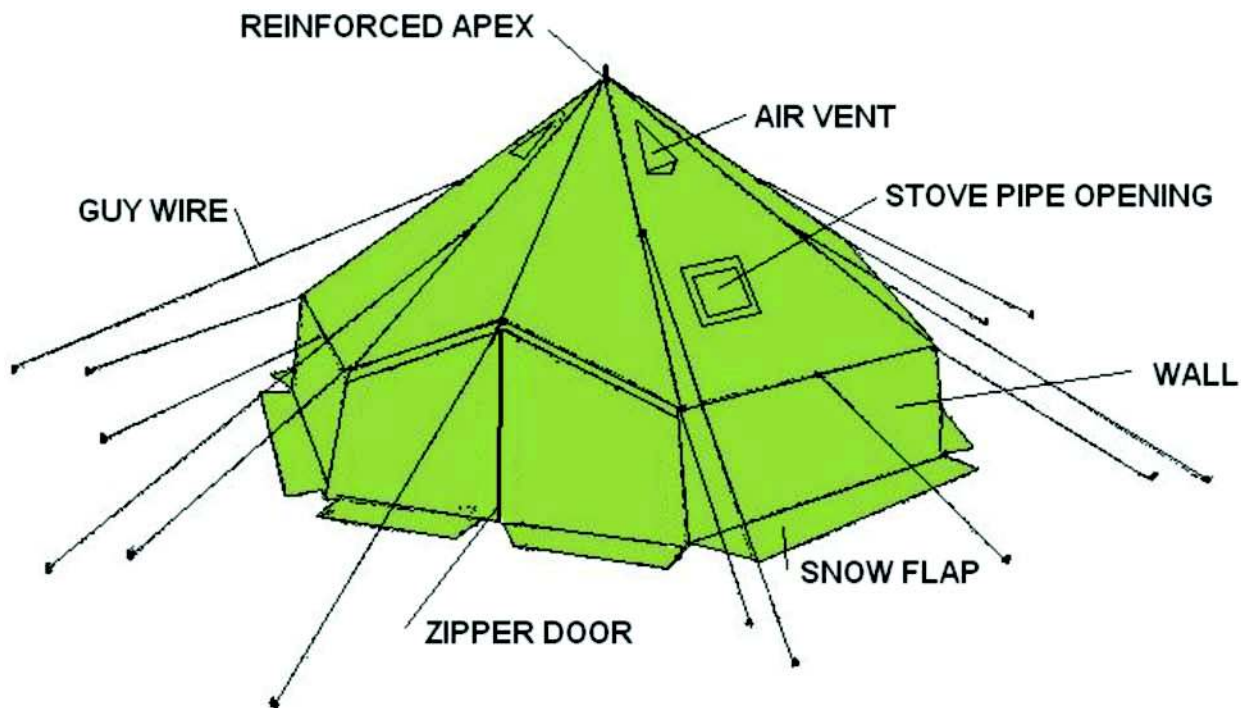 REINFORCED APEX
AIR VENT
STOVE PIPE OPENING
GUY WIRE
WALL
SNOW FLAP
ZIPPER DOOR